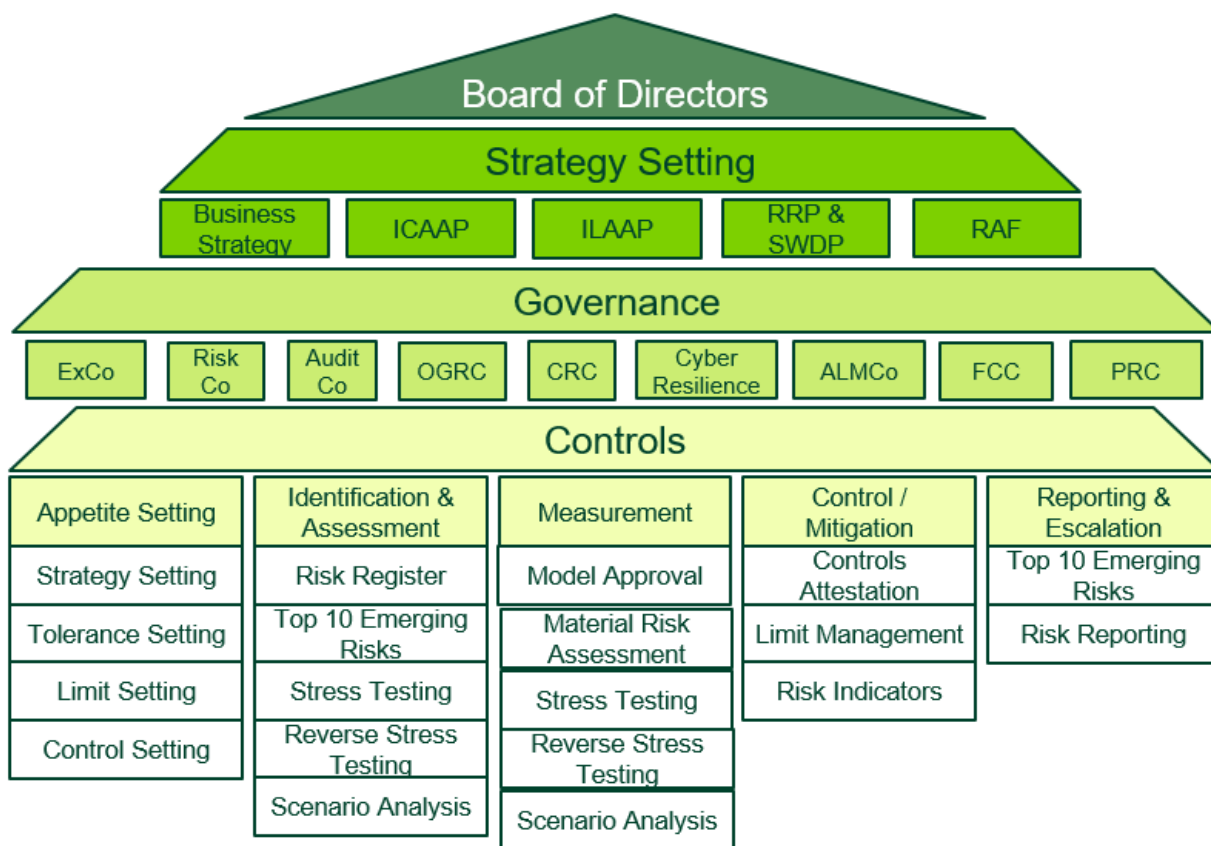 Board of Directors
Strategy Setting
Business
Strategy
ICAAP
ILAAP
RRP &
SWDP
RAF
Governance
ExCo
Risk
Co
Audit
Co
OGRC
CRC
Cyber
Resilience
ALMCo
FCC
PRC
Controls
Appetite Setting
Strategy Setting
Tolerance Setting
Limit Setting
Control Setting
Identification &
Assessment
Risk Register
Top 10 Emerging
Risks
Stress Testing
Reverse Stress
Testing
Scenario Analysis
Measurement
Model Approval
Material Risk
Assessment
Stress Testing
Reverse Stress
Testing
Scenario Analysis
Control /
Mitigation
Controls
Attestation
Limit Management
Risk Indicators
Reporting &
Escalation
Top 10 Emerging
Risks
Risk Reporting